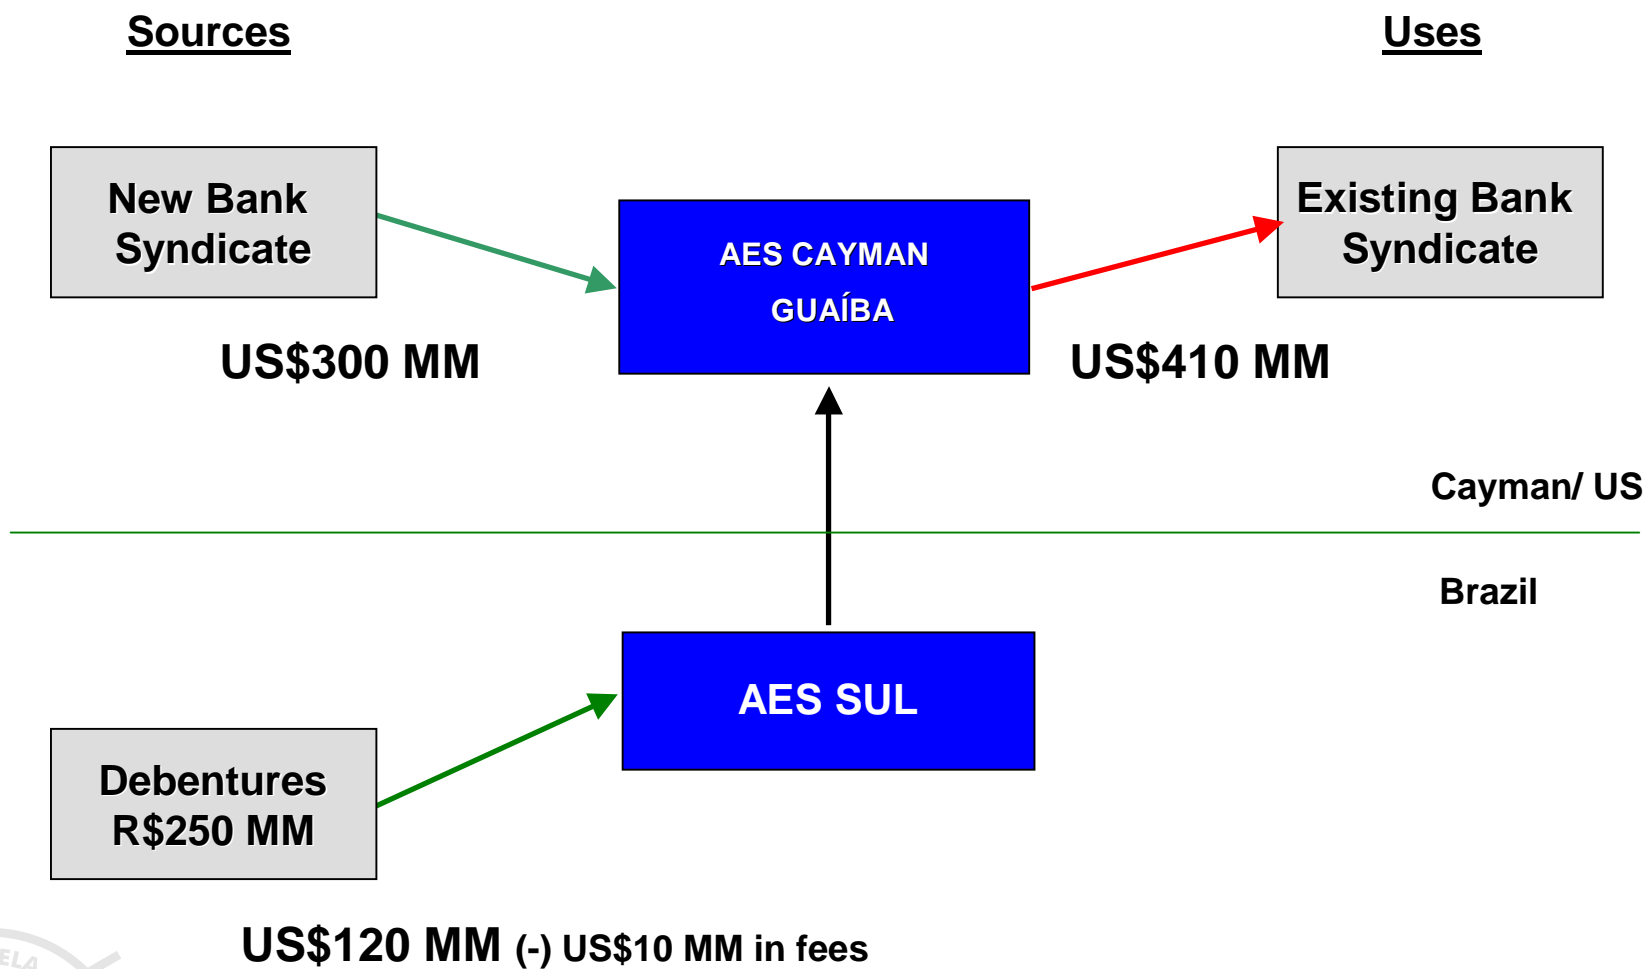 Sources
Uses
New Bank
Syndicate
AES CAYMAN
GUAÍBA
Existing Bank
Syndicate
US$300 MM
US$410 MM
Cayman/ US
Brazil
AES SUL
Debentures
R$250 MM
US$120 MM (-) US$10 MM in fees